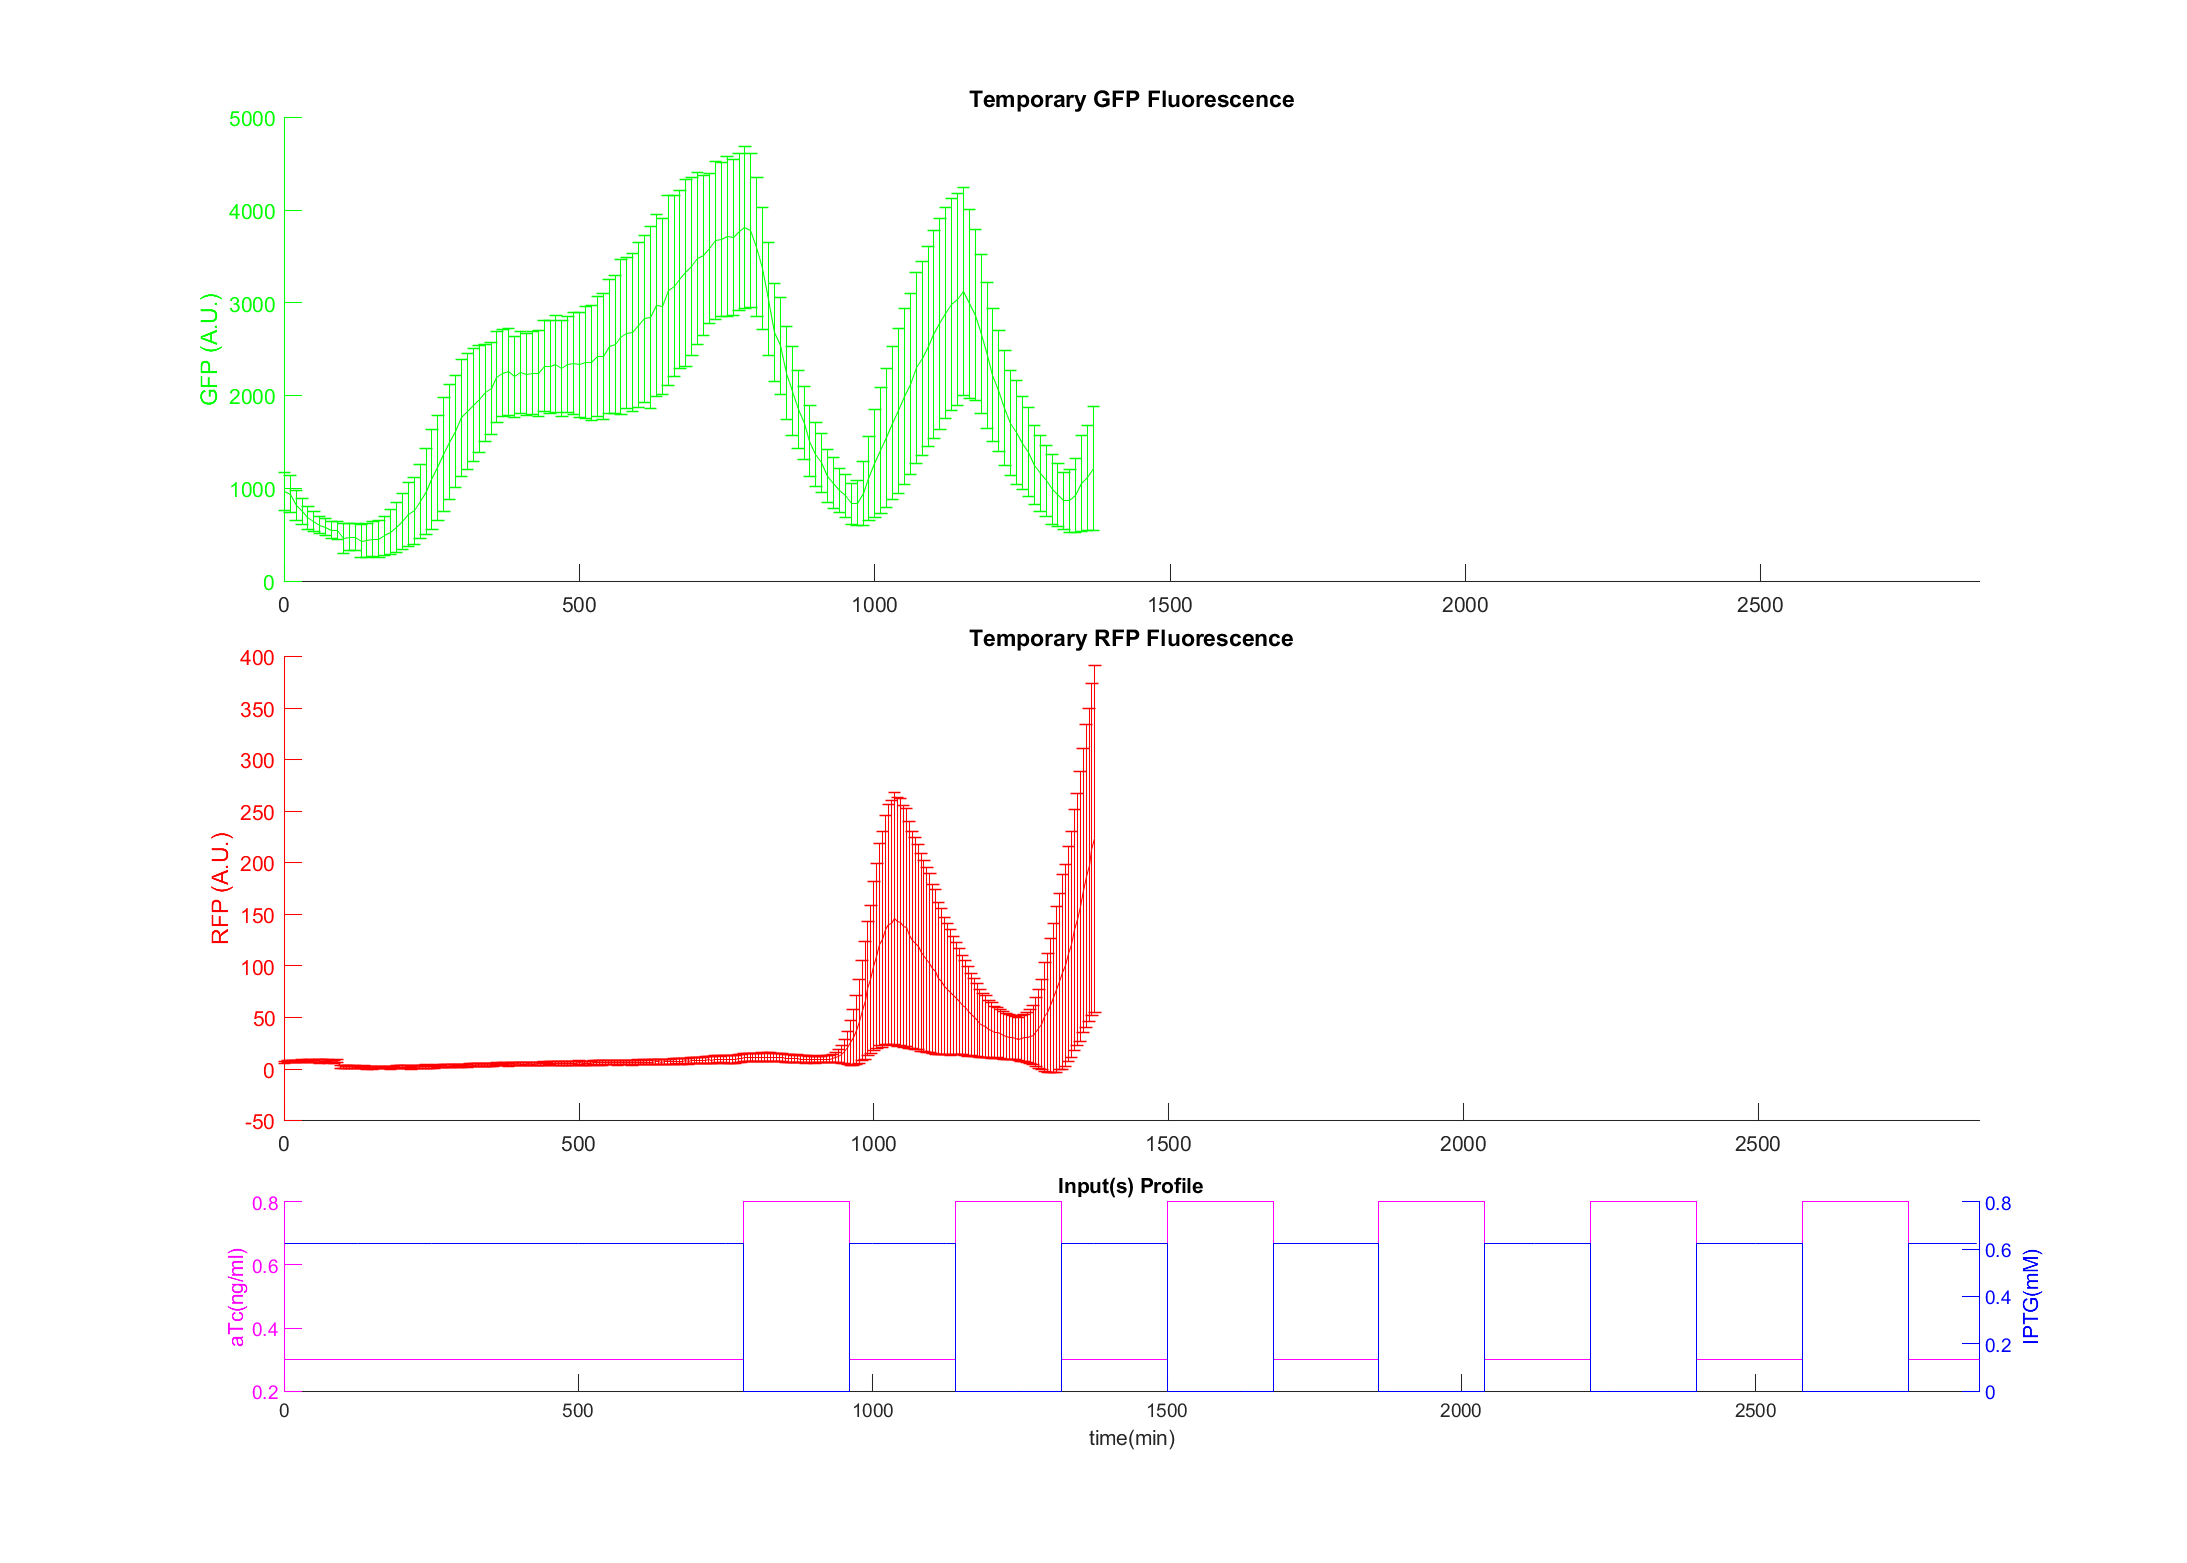 Temporary GFP Fluorescence
5000
4000
3000
2000
1000
0
GFP (A.U.)
0 500 1000 1500 2000 2500
Temporary RFP Fluorescence
400
350
300
250
200
150
100
50
0
-50
RFP (A.U.)
0 500 1000 1500 2000 2500
Input(s) Profile
0.8
0.6
0.4
0.2
aTc(ng/ml)
0.8
0.6
0.4
0.2
0
IPTG(mM)
0 500 1000 1500 2000 2500
time(min)